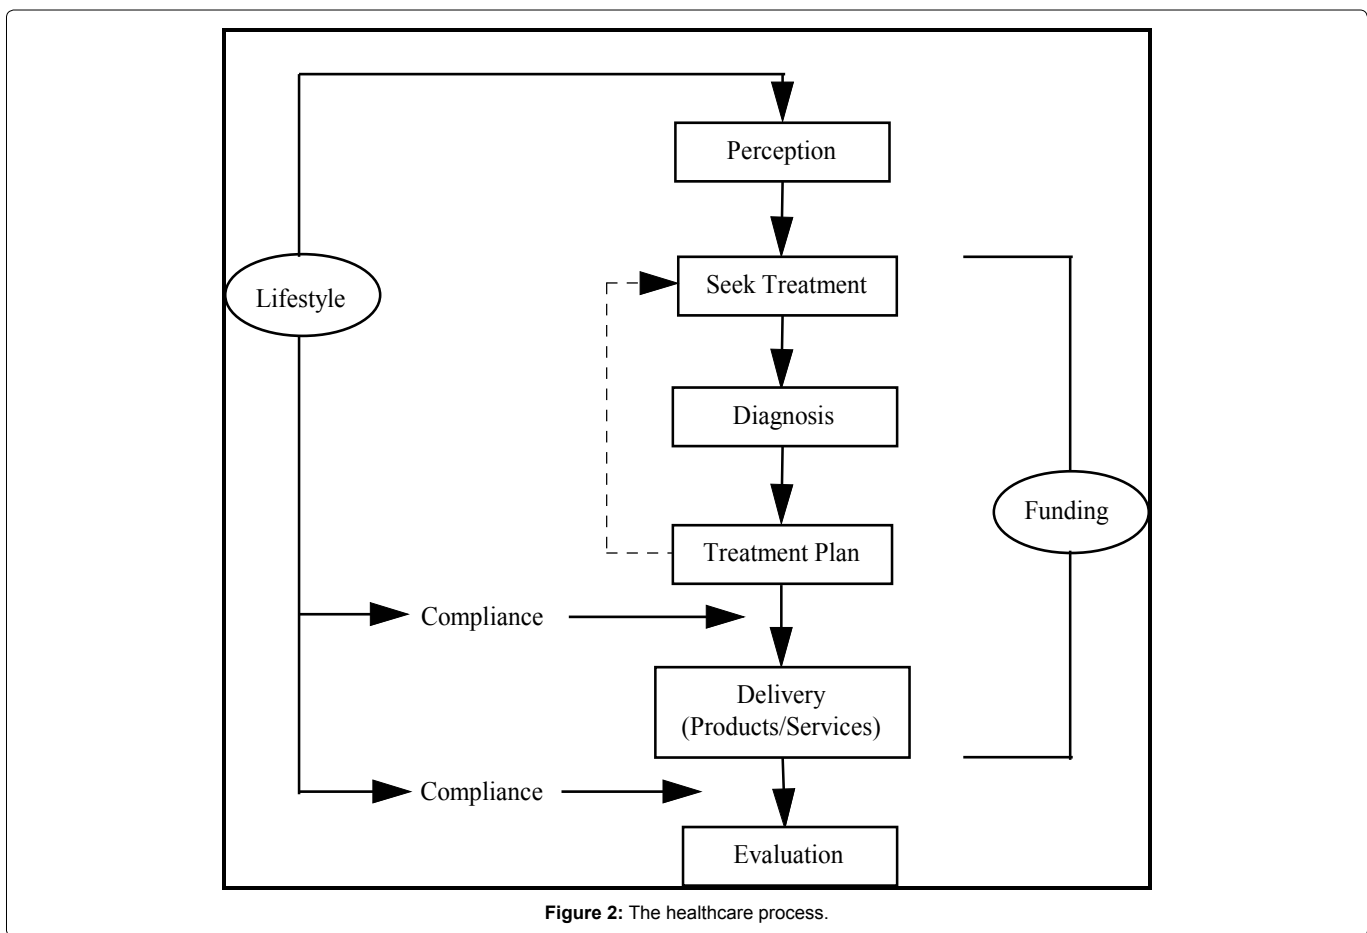 Perception
Seek Treatment
Lifestyle
Diagnosis
Funding
Treatment Plan
Compliance
Delivery
(Products/Services)
Compliance
Evaluation
Figure 2: The healthcare process.